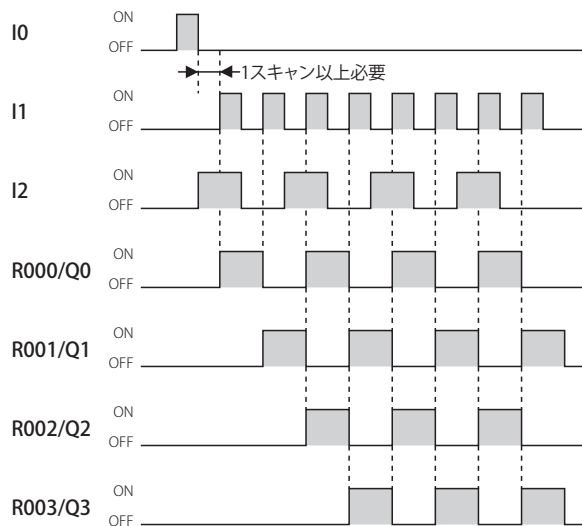 I0
ON
OFF
1スキャン以上必要
I1
ON
OFF
I2
ON
OFF
R000/Q0
ON
OFF
R001/Q1
ON
OFF
R002/Q2
ON
OFF
R003/Q3
ON
OFF